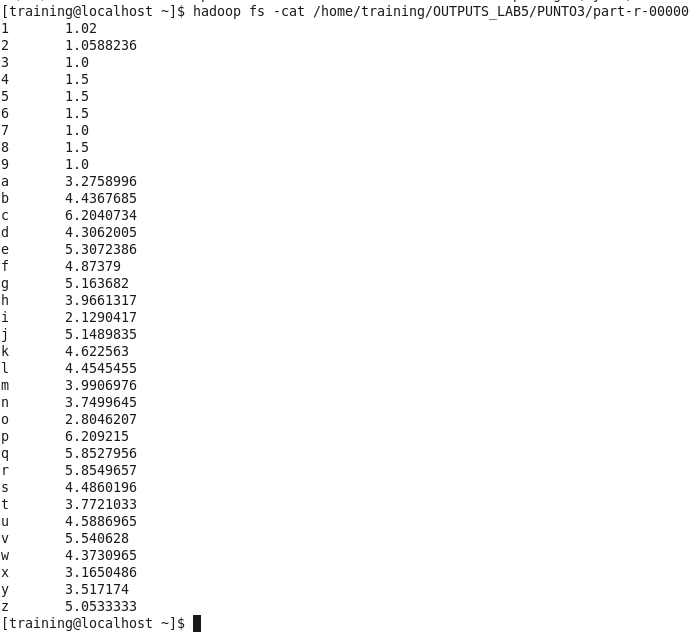 [training@localhost ~]$ hadoop fs -cat /home/training/OUTPUTS_LAB5/PUNTO3/part-r-00000
1 1.02
2 1.0588236
3 1.0
4 1.5
5 1.5
6 1.5
7 1.0
8 1.5
9 1.0
a 3.2758996
b 4.4367685
c 6.2040734
d 4.3062005
e 5.3072386
f 4.87379
g 5.163682
h 3.9661317
i 2.1290417
j 5.1489835
k 4.622563
l 4.4545455
m 3.9906976
n 3.7499645
o 2.8046207
p 6.209215
q 5.8527956
r 5.8549657
s 4.4860196
t 3.7721033
u 4.5886965
v 5.540628
w 4.3730965
x 3.1650486
y 3.517174
z 5.0533333
[training@localhost ~]$